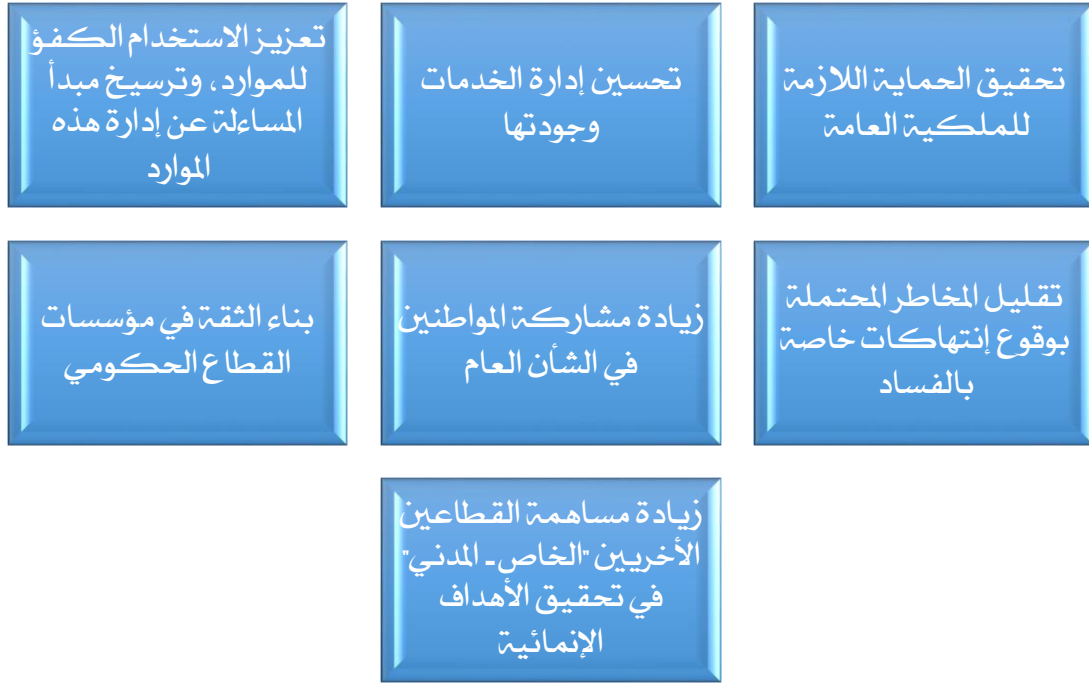 تحقيق الحماية اللازمة
للملكية العامة
تحسين إدارة الخدمات
وجودتها
تعزيز الاستخدام الكفؤ
للموارد، وترسيخ مبدأ
المساءلة عن إدارة هذه
الموارد
تقليل المخاطر المحتملة
بوقوع إنتهاكات خاصة
بالفساد
زيادة مشاركة المواطنين
في الشأن العام
بناء الثقة في مؤسسات
القطاع الحكومي
زيادة مساهمة القطاعين
الأخريين "الخاص - المدني"
في تحقيق الأهداف
الإنمائية